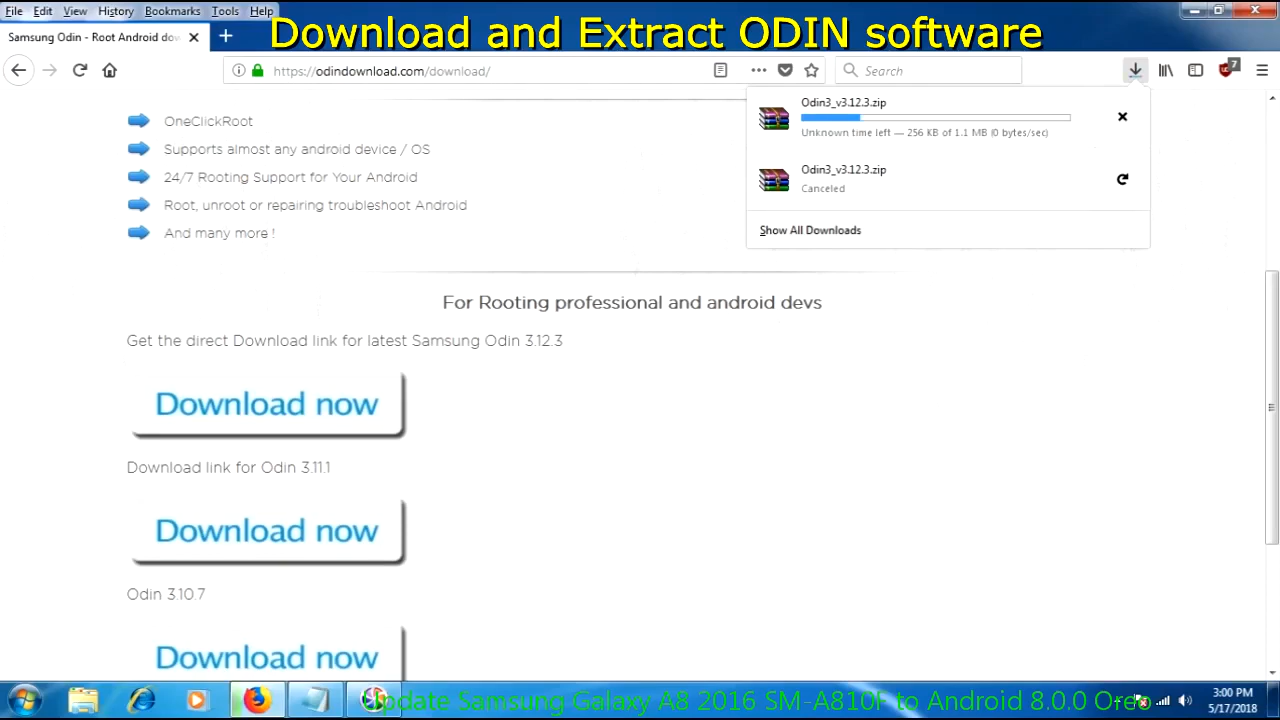 File Edit View History Bookmarks Tools Help
Download and Extract ODIN software
Samsung Odin - Root Android dow
https://odindownload.com/download/
Search
7
Odin3_v3.12.3.zip
Unknown time left — 256 KB of 1.1 MB (0 bytes/sec)
Odin3_v3.12.3.zip
Canceled
Show All Downloads
OneClickRoot
Supports almost any android device / OS
24/7 Rooting Support for Your Android
Root, unroot or repairing troubleshoot Android
And many more !
For Rooting professional and android devs
Get the direct Download link for latest Samsung Odin 3.12.3
Download now
Download link for Odin 3.11.1
Download now
Odin 3.10.7
Download now
Update Samsung Galaxy A8 2016 SM-A810F to Android 8.0.0 Oreo
3:00 PM
5/17/2018